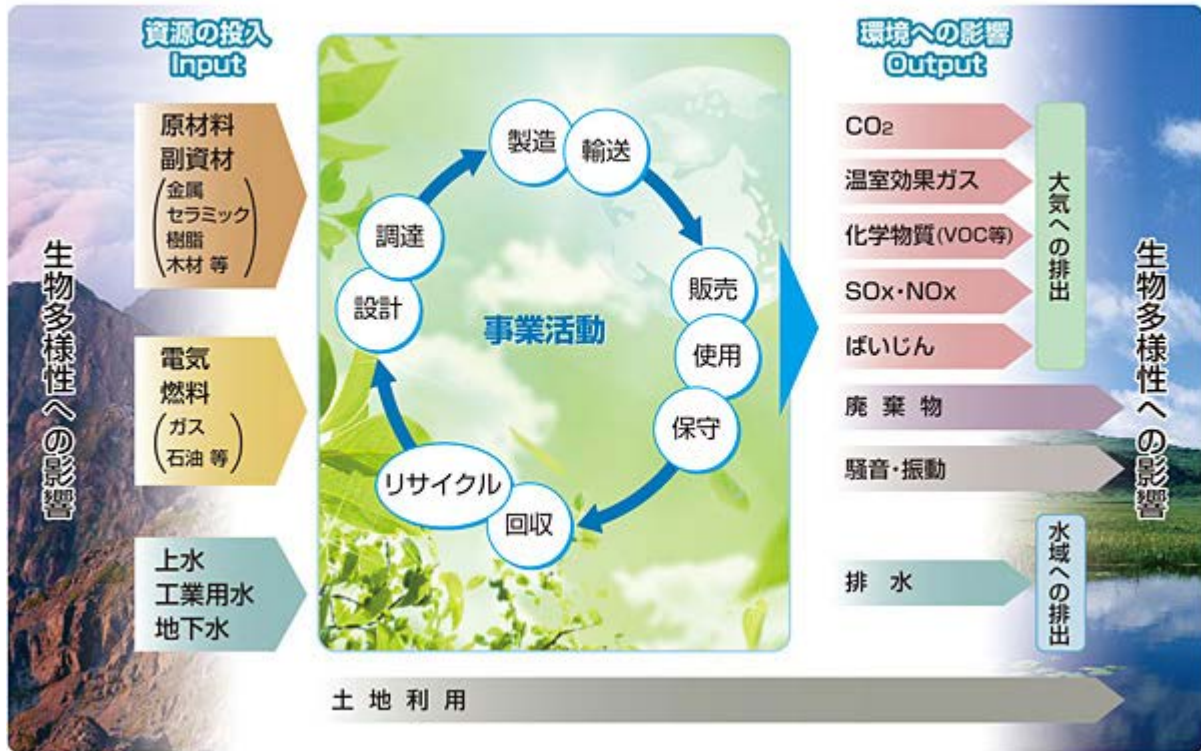 資源の投入
Input
原材料
副資材
(金属
セラミック
樹脂
木材 等)
電気
燃料
(ガス
石油 等)
上水
工業用水
地下水
生物多様性への影響
製造
輸送
調達
設計
販売
使用
保守
事業活動
リサイクル
回収
環境への影響
Output
CO₂
温室効果ガス
化学物質(VOC等)
SOx・NOx
ばいじん
大気への排出
廃棄物
騒音・振動
排水
水域への排出
生物多様性への影響
土地利用